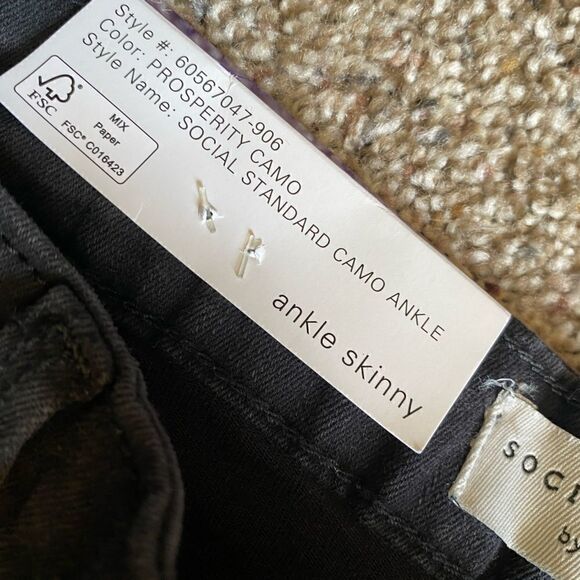 Style #: 60567047-906
Color: PROSPERITY CAMO
Style Name: SOCIAL STANDARD CAMO ANKLE
ankle skinny
FSC
MIX
Paper
FSC® C016423
by